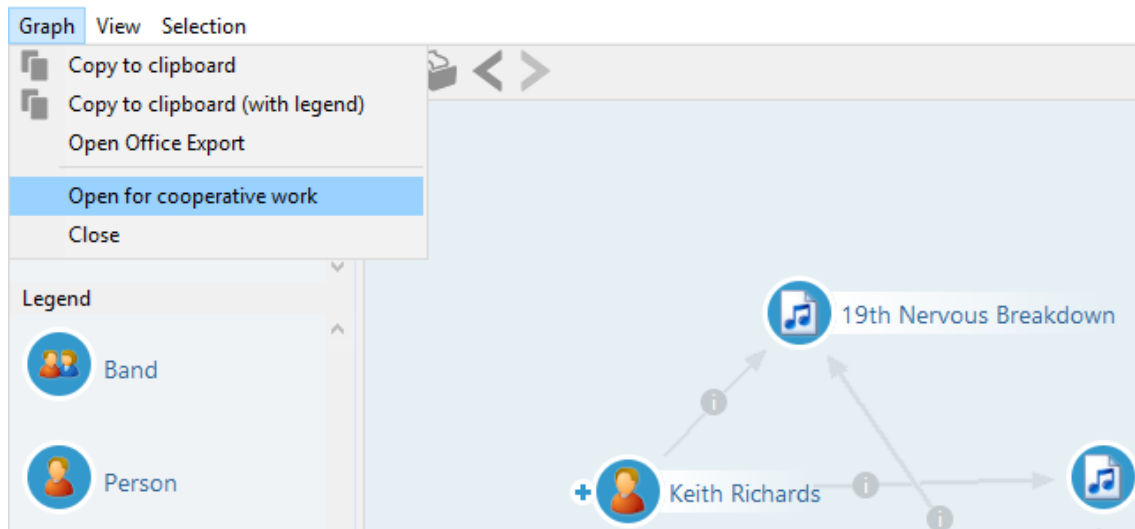 Graph View Selection
Copy to clipboard
Copy to clipboard (with legend)
Open Office Export
Open for cooperative work
Close
Legend
Band
Person
19th Nervous Breakdown
Keith Richards